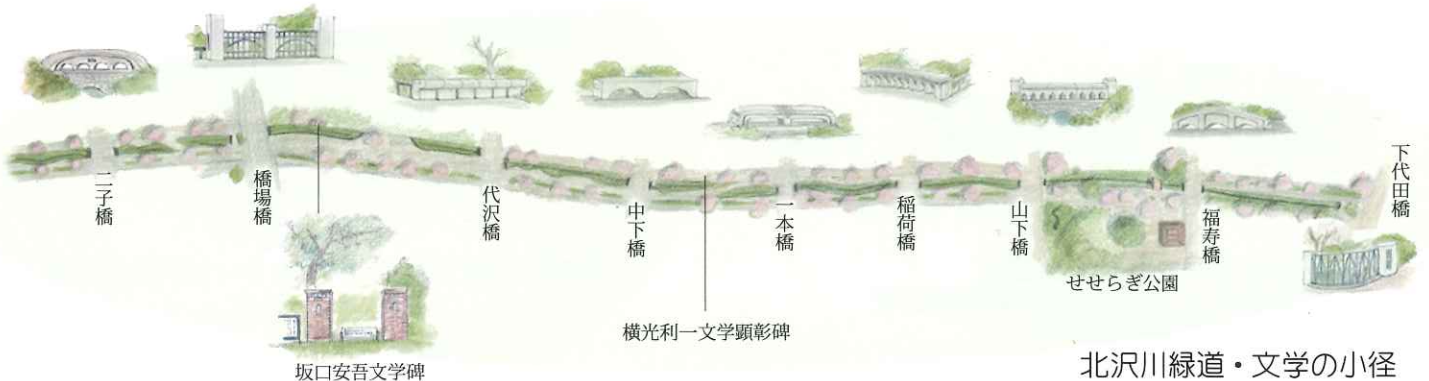 二子橋
橋場橋
代沢橋
中下橋
一本橋
稲荷橋
山下橋
福寿橋
下代田橋
せせらぎ公園
横光利一文学顕彰碑
坂口安吾文学碑
北沢川緑道・文学の小径